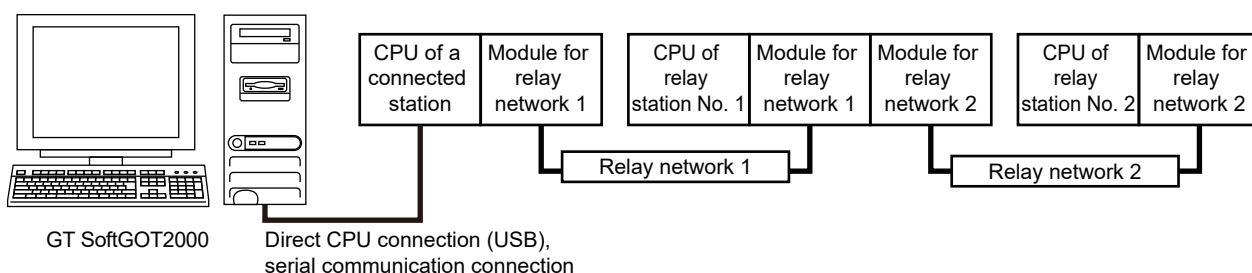 CPU of a
connected
station
Module for
relay
network 1
CPU of
relay
station No. 1
Module for
relay
network 1
Module for
relay
network 2
CPU of
relay
station No. 2
Module for
relay
network 2
Relay network 1
Relay network 2
GT SoftGOT2000
Direct CPU connection (USB),
serial communication connection